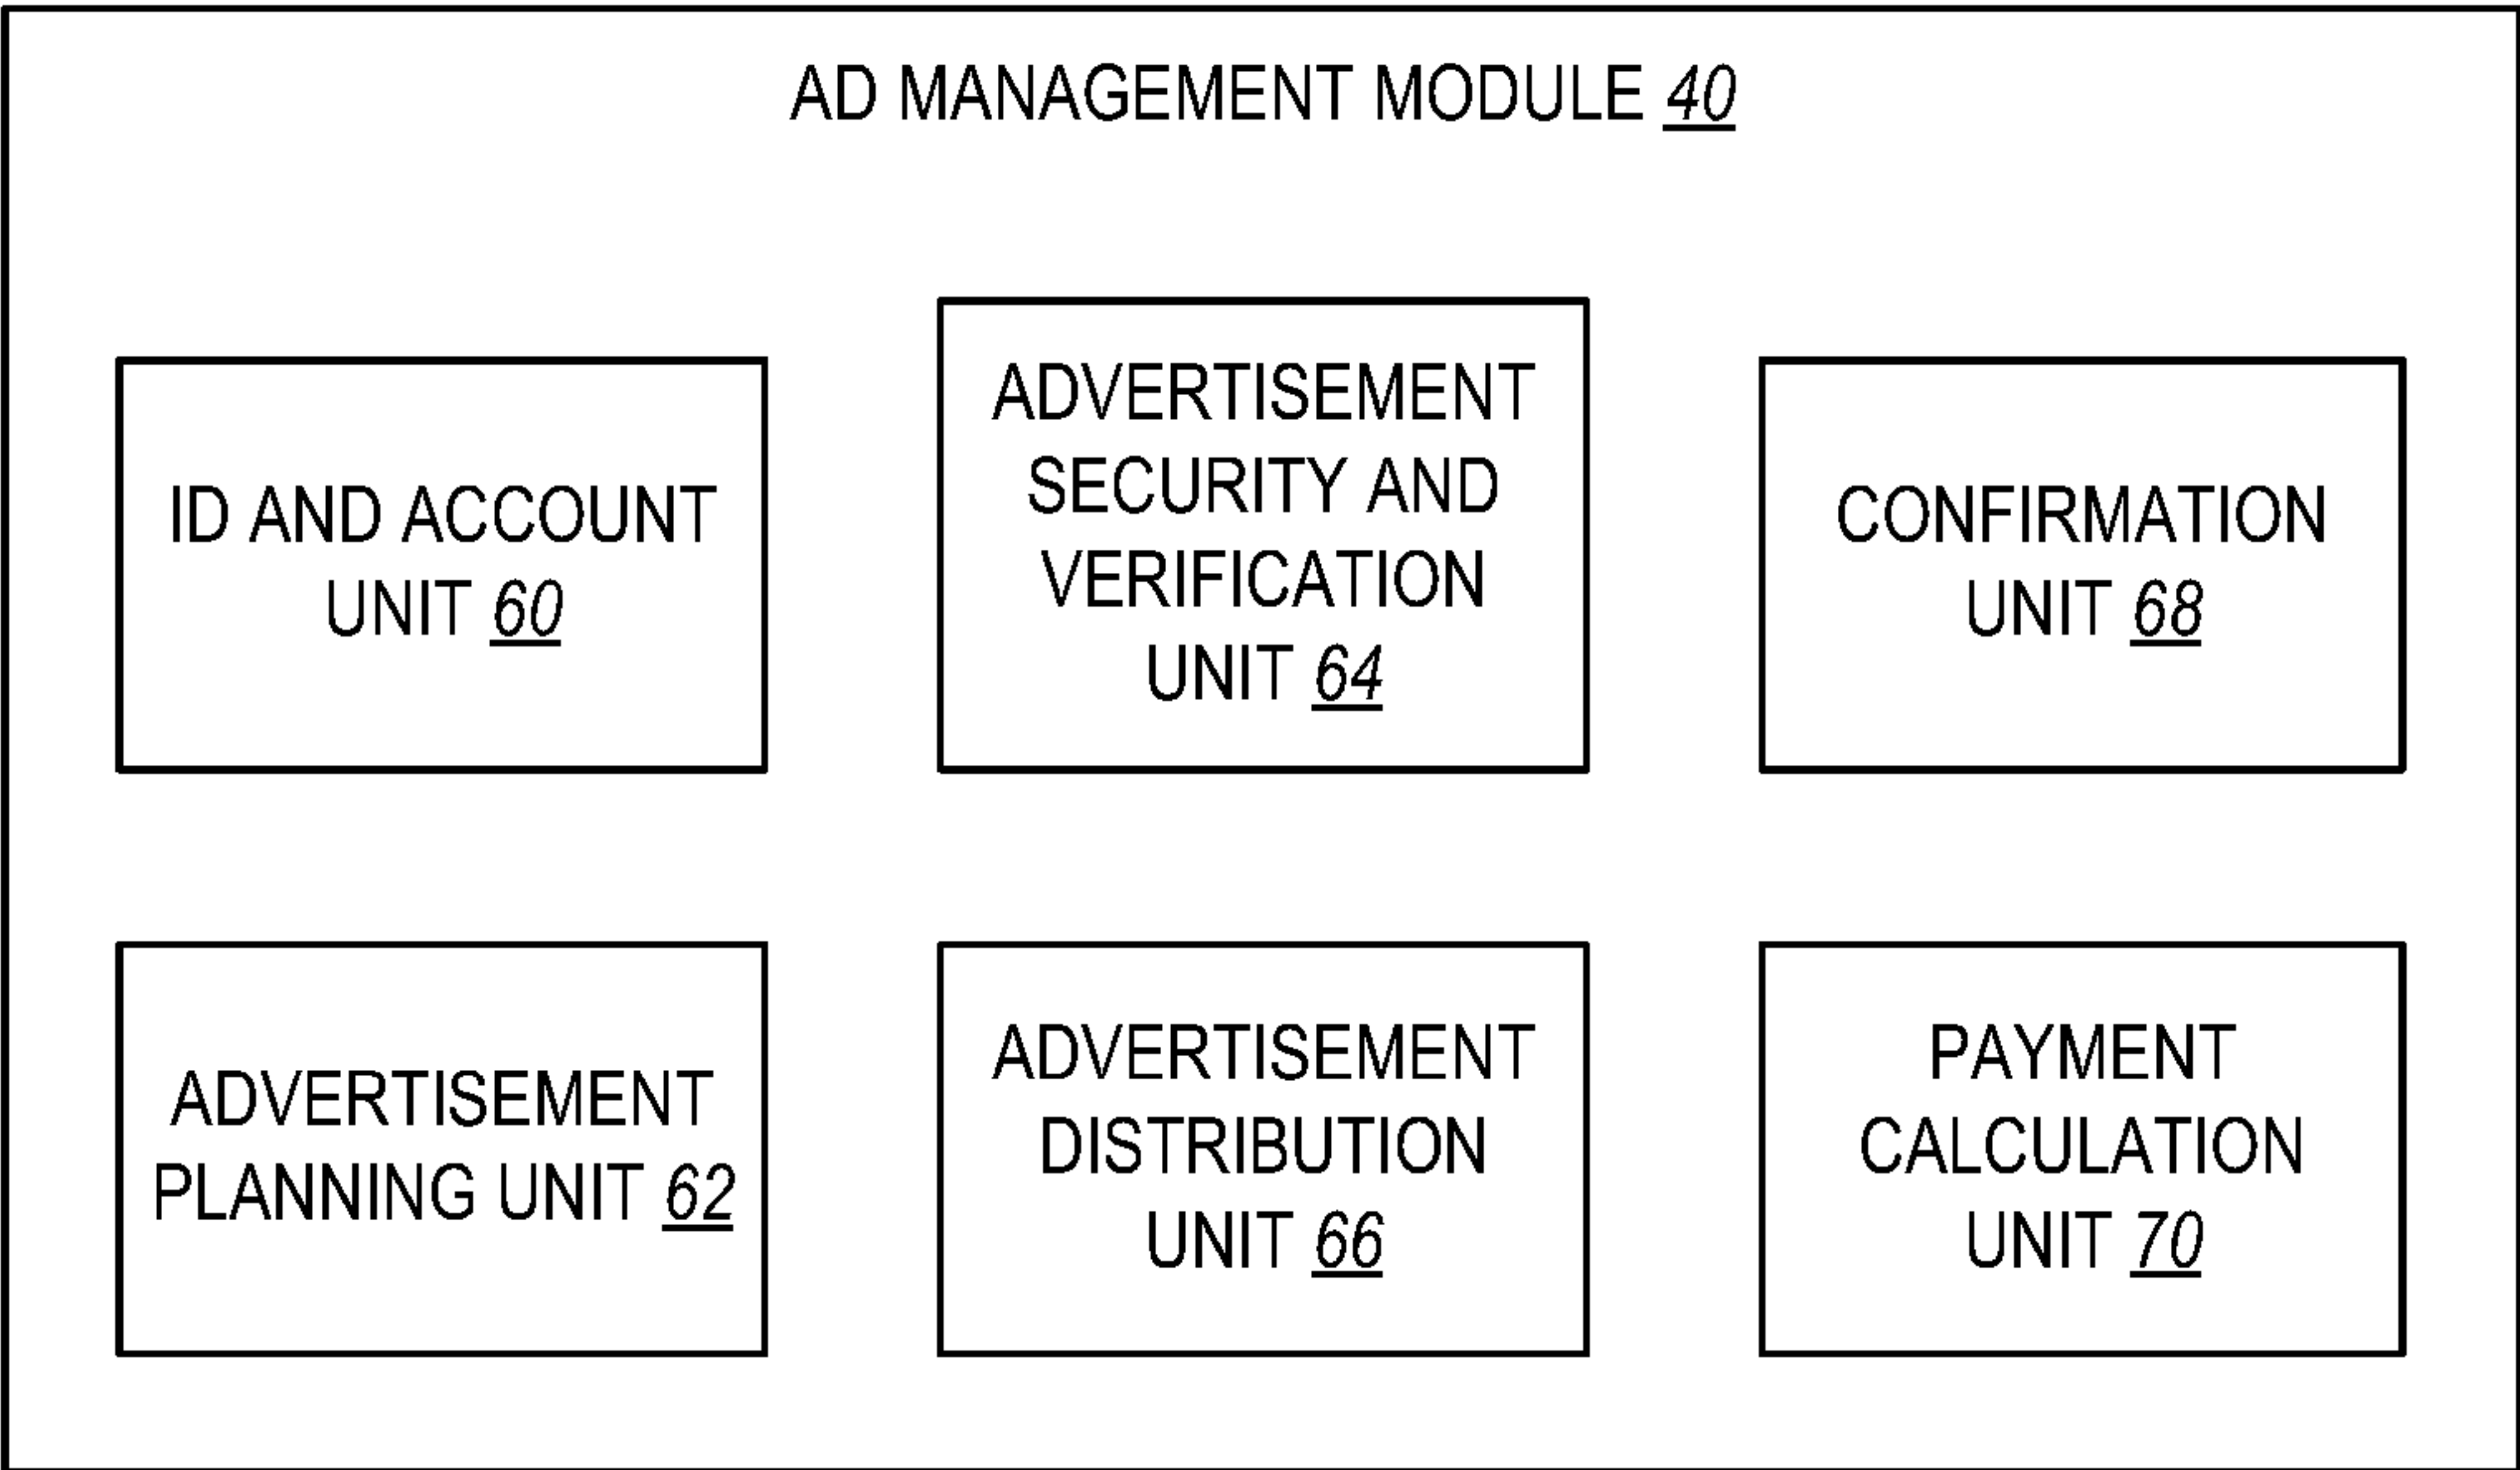 AD MANAGEMENT MODULE 40
ID AND ACCOUNT
UNIT 60
ADVERTISEMENT
SECURITY AND
VERIFICATION
UNIT 64
CONFIRMATION
UNIT 68
ADVERTISEMENT
PLANNING UNIT 62
ADVERTISEMENT
DISTRIBUTION
UNIT 66
PAYMENT
CALCULATION
UNIT 70